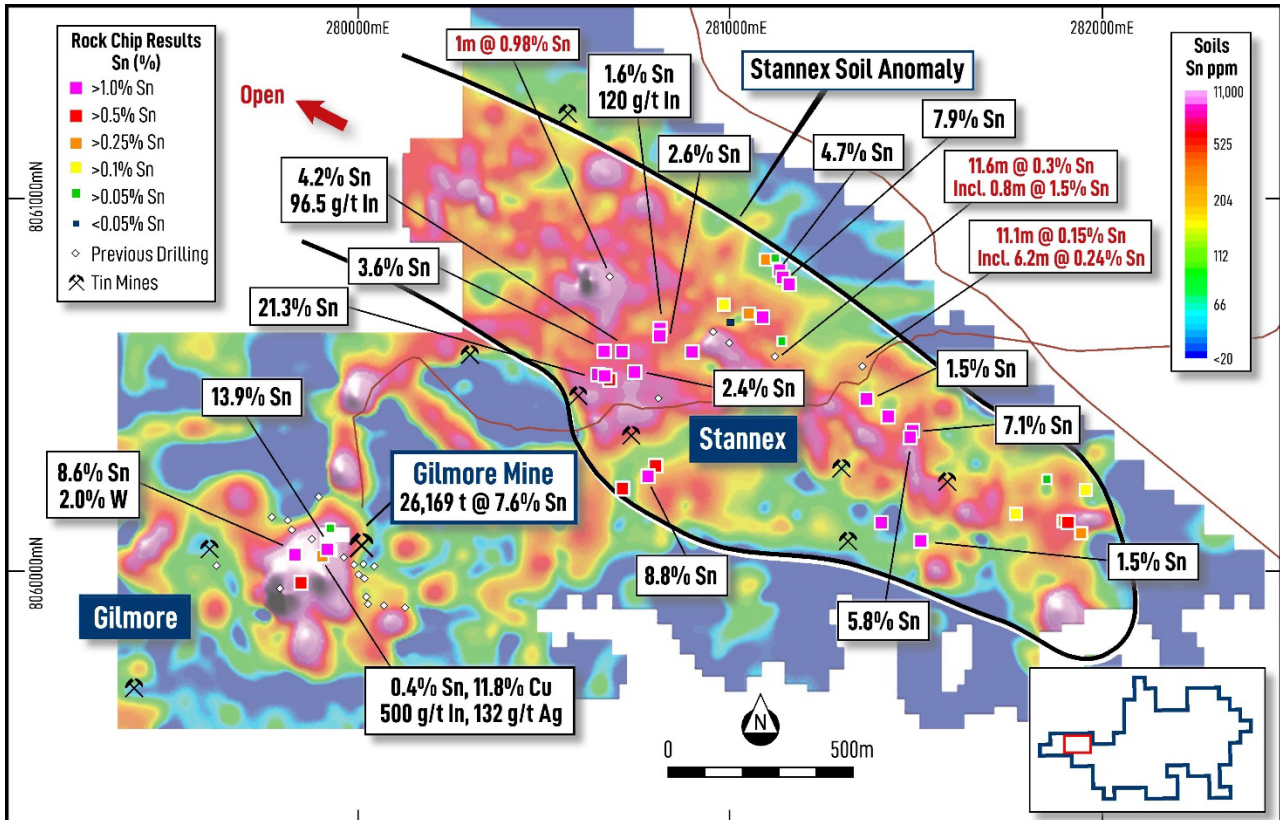 280000mE
281000mE
282000mE
Rock Chip Results
Sn (%)
>1.0% Sn
>0.5% Sn
>0.25% Sn
>0.1% Sn
>0.05% Sn
<0.05% Sn
Previous Drilling
Tin Mines
Open
1m @ 0.98% Sn
1.6% Sn
120 g/t In
Stannex Soil Anomaly
2.6% Sn
4.7% Sn
7.9% Sn
Soils
Sn ppm
11,000
525
204
112
66
<20
8061000mN
4.2% Sn
96.5 g/t In
11.6m @ 0.3% Sn
Incl. 0.8m @ 1.5% Sn
11.1m @ 0.15% Sn
Incl. 6.2m @ 0.24% Sn
3.6% Sn
21.3% Sn
13.9% Sn
2.4% Sn
1.5% Sn
Stannex
7.1% Sn
8.6% Sn
2.0% W
Gilmore Mine
26,169 t @ 7.6% Sn
8060000mN
8.8% Sn
1.5% Sn
Gilmore
5.8% Sn
0.4% Sn, 11.8% Cu
500 g/t In, 132 g/t Ag
N
0
500m